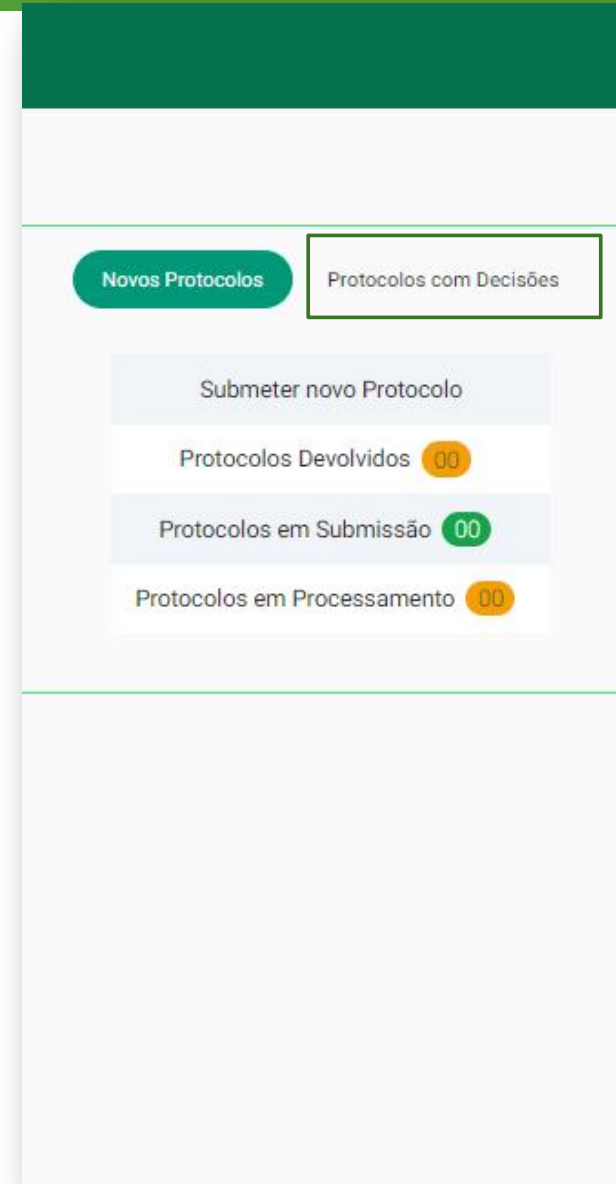 Novos Protocolos Protocolos com Decisões
Submeter novo Protocolo
Protocolos Devolvidos 00
Protocolos em Submissão 00
Protocolos em Processamento 00